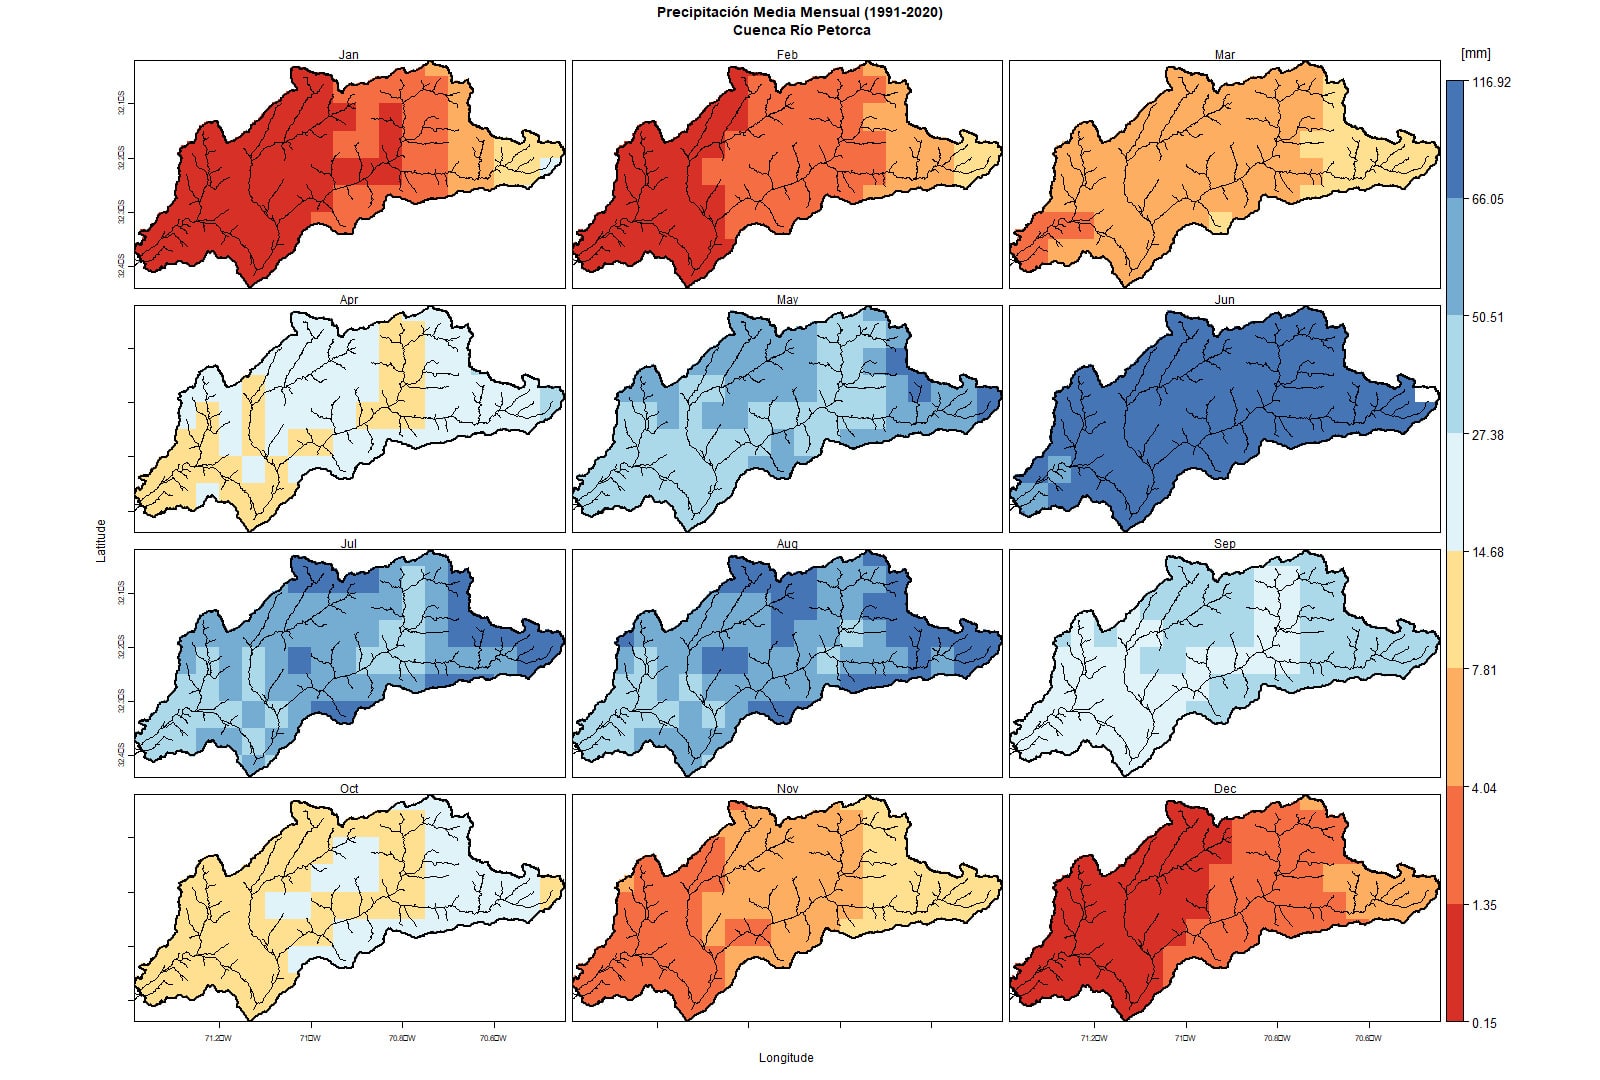 Precipitación Media Mensual (1991-2020)
Cuenca Río Petorca
Jan
Feb
Mar
[mm]
116.92
66.05
50.51
27.38
14.68
7.81
4.04
1.35
0.15
32.1□S
32.2□S
32.3□S
32.4□S
Apr
May
Jun
Latitude
Jul
Aug
Sep
32.1□S
32.2□S
32.3□S
32.4□S
Oct
Nov
Dec
71.2□W
71□W
70.8□W
70.6□W
71.2□W
71□W
70.8□W
70.6□W
Longitude